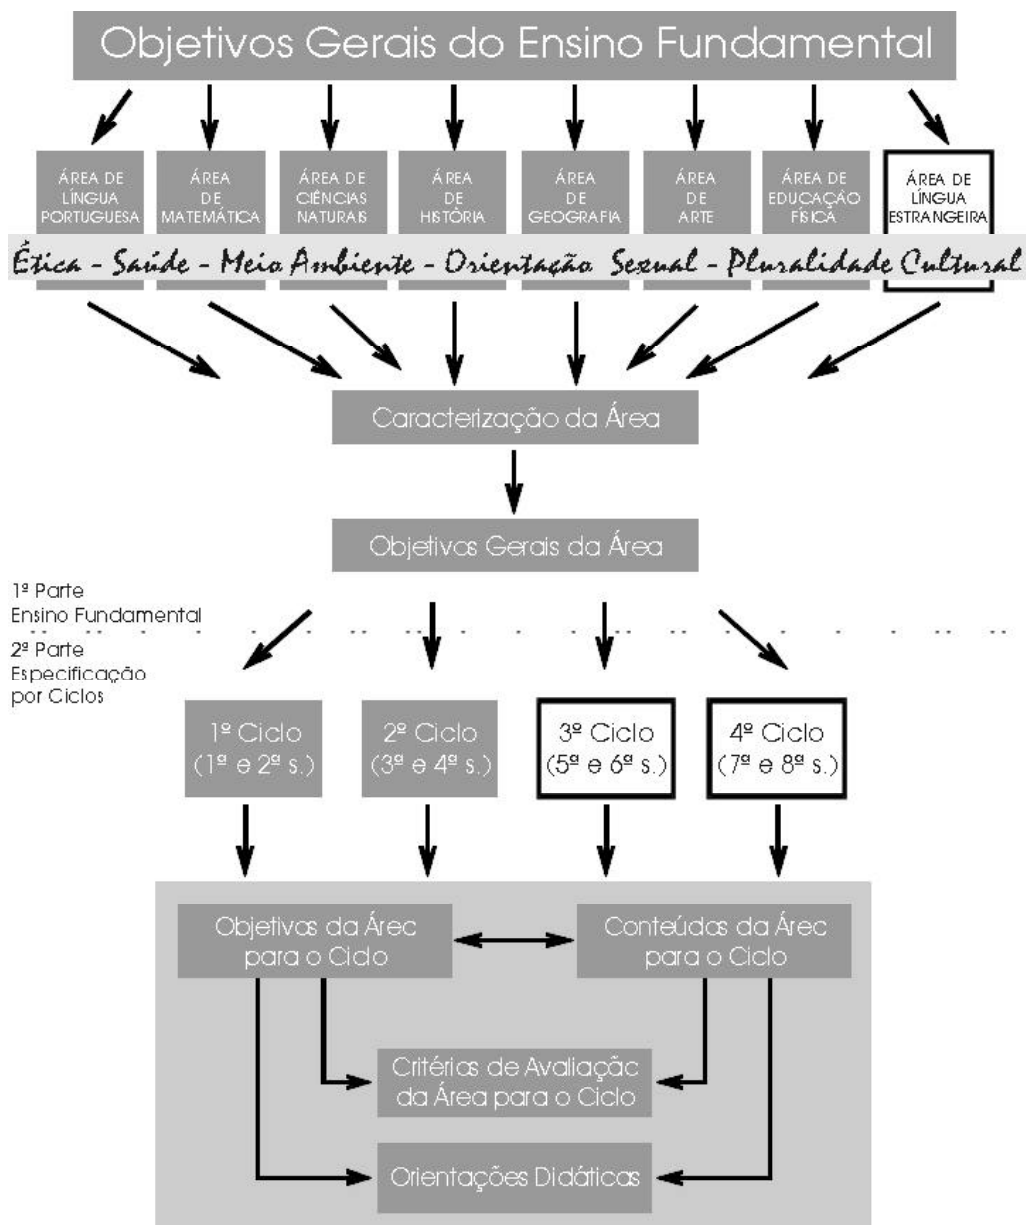 Objetivos Gerais do Ensino Fundamental
ÁREA DE
LÍNGUA
PORTUGUESA
ÁREA
DE
MATEMÁTICA
ÁREA DE
CIÊNCIAS
NATURAIS
ÁREA
DE
HISTÓRIA
ÁREA
DE
GEOGRAFIA
ÁREA
DE
ARTE
ÁREA DE
EDUCAÇÃO
FÍSICA
ÁREA DE
LÍNGUA
ESTRANGEIRA
Ética - Saúde - Meio Ambiente - Orientação Sexual - Pluralidade Cultural
Caracterização da Área
Objetivos Gerais da Área
1ª Parte
Ensino Fundamental
2ª Parte
Especificação
por Ciclos
1º Ciclo
(1ª e 2ª s.)
2º Ciclo
(3ª e 4ª s.)
3º Ciclo
(5ª e 6ª s.)
4º Ciclo
(7ª e 8ª s.)
Objetivos da Área
para o Ciclo
Conteúdos da Área
para o Ciclo
Critérios de Avaliação
da Área para o Ciclo
Orientações Didáticas